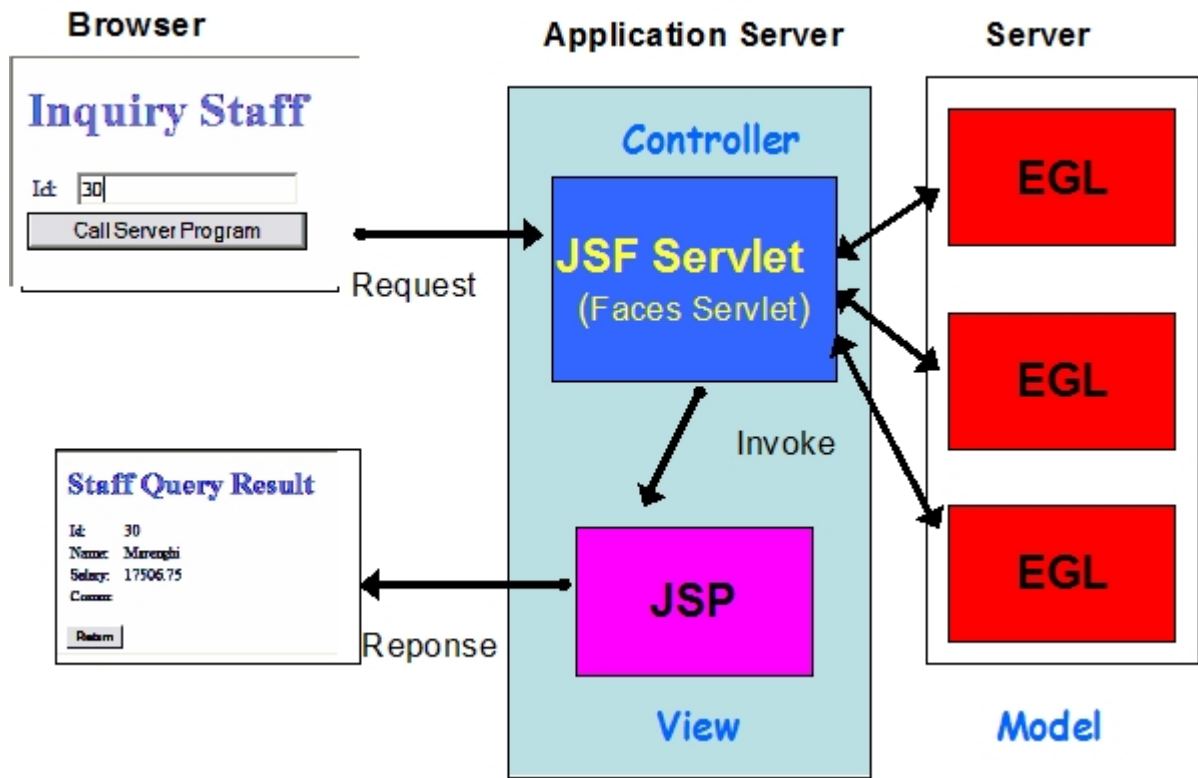 Browser
Application Server
Server
Inquiry Staff
Id: 30
Call Server Program
Request
Controller
JSF Servlet
(Faces Servlet)
Invoke
JSP
View
EGL
EGL
EGL
Model
Staff Query Result
Id: 30
Name: Marenghi
Salary: 17506.75
Return
Reponse